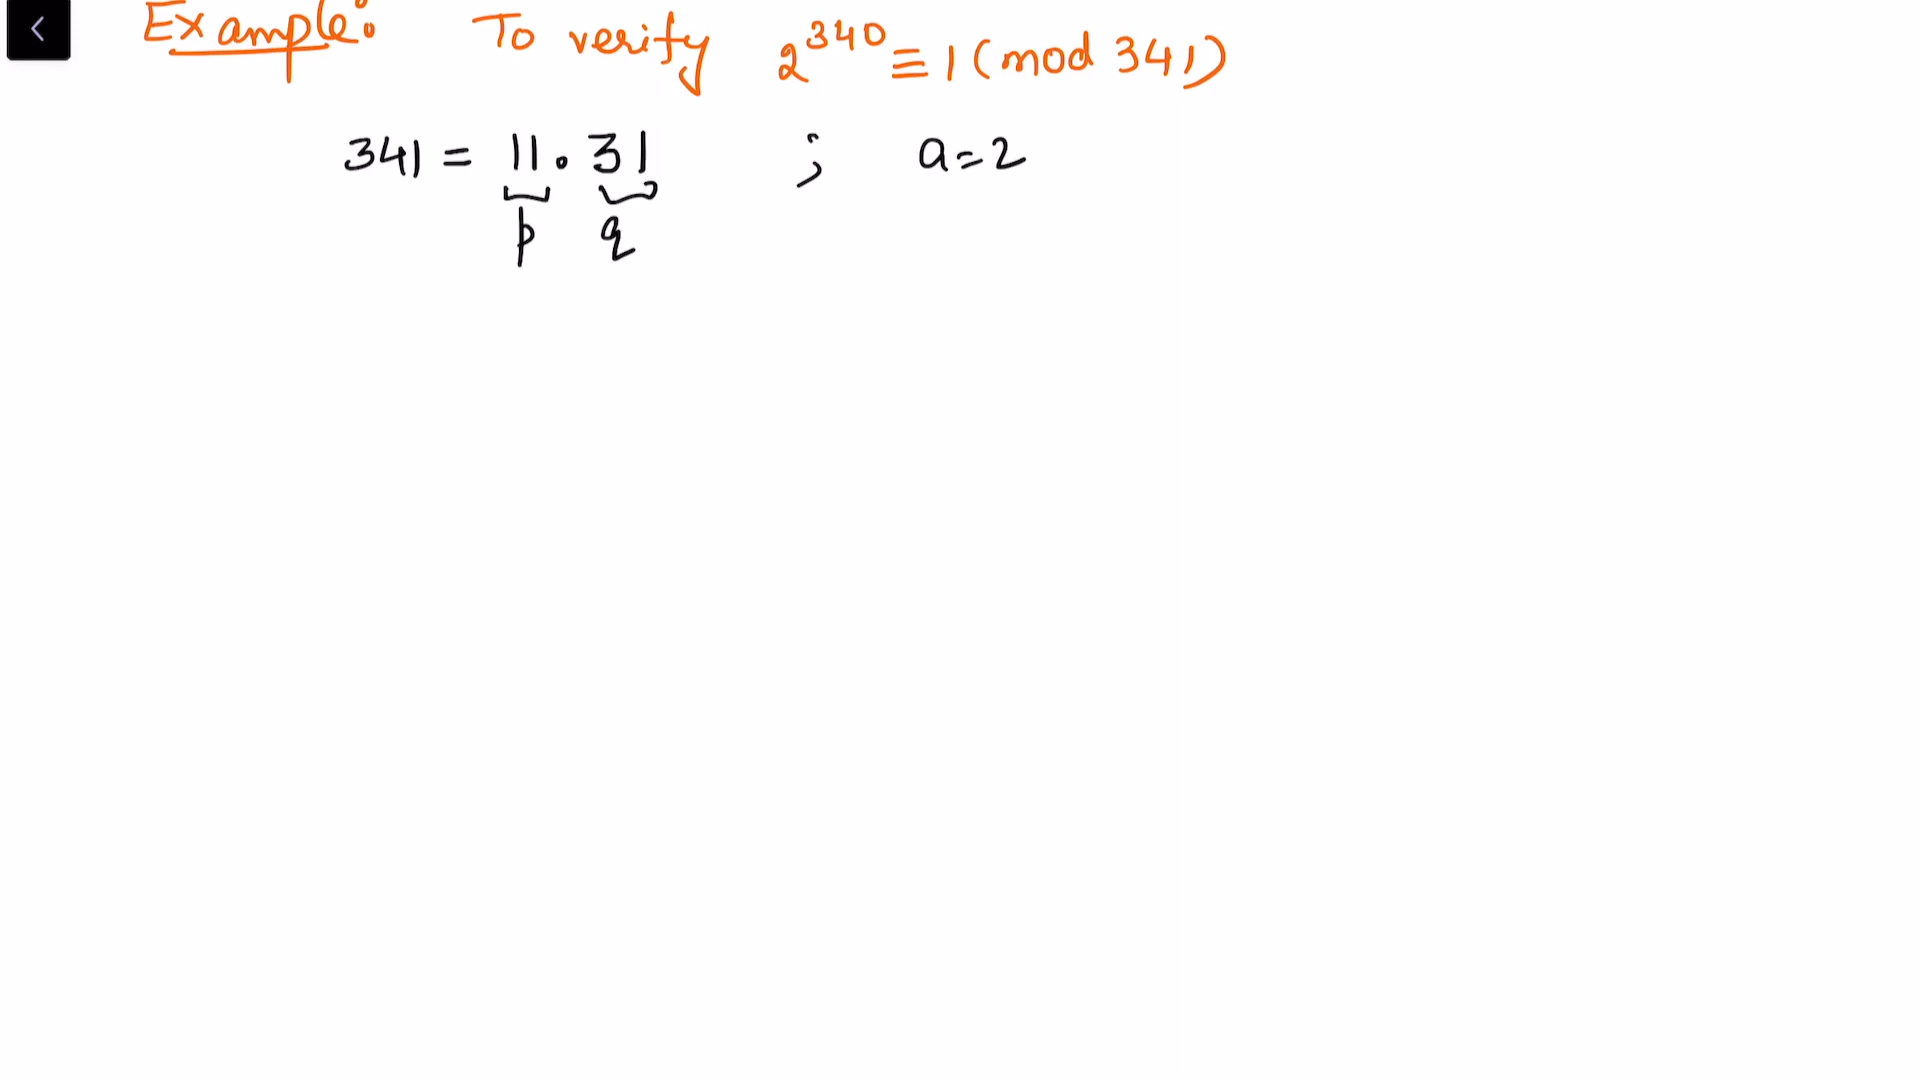 Example: To verify 2^340 ≡ 1 (mod 341)
341 = 11 . 31 ; a = 2
p q